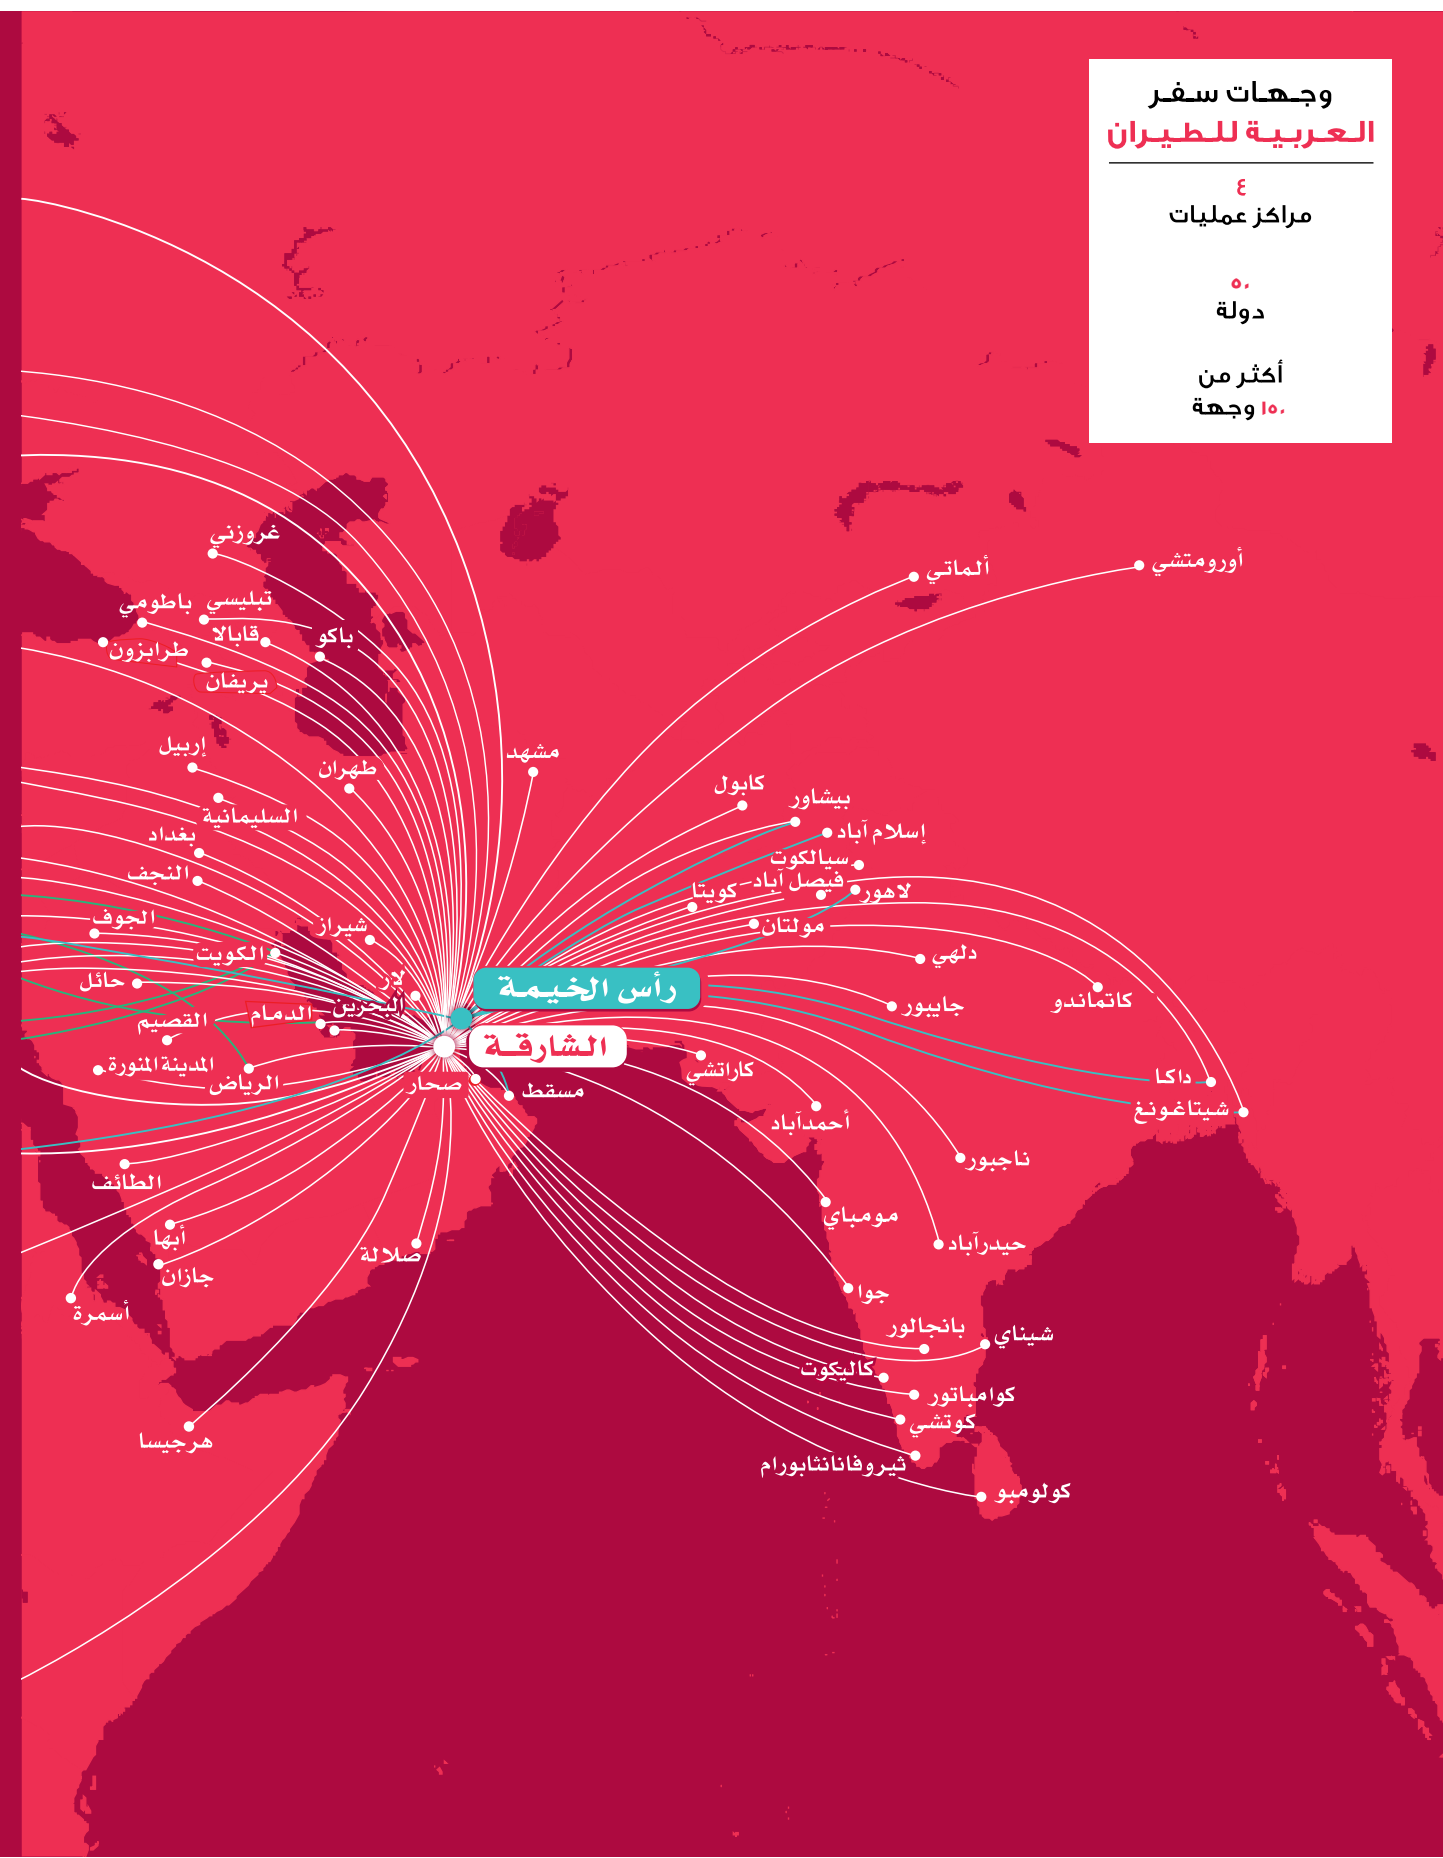 وجهات سفر
العربية للطيران
٤
مراكز عمليات
٥٠
دولة
أكثر من
١٥٠ وجهة
غروزني
أورومتشي
ألماتي
تبليسي
باطومي
قابالا
باكو
طرابزون
يريفان
إربيل
مشهد
طهران
كابول
بيشاور
السليمانية
إسلام آباد
بغداد
سيالكوت
النجف
فيصل آباد
لاهور
كويتا
الجوف
شيراز
مولتان
الكويت
دلهي
حائل
لار
رأس الخيمة
كاتماندو
البحرين
جايبور
الدمام
القصيم
الشارقة
المدينة المنورة
كاراتشي
داكا
الرياض
صحار
مسقط
شيتاغونغ
أحمدآباد
ناجبور
الطائف
مومباي
أبها
حيدرآباد
صلالة
جازان
جوا
أسمرة
بانجالور
شيناي
كاليكوت
كوامباتور
كوتشي
هرجيسا
ثيروفانانثابورام
كولومبو